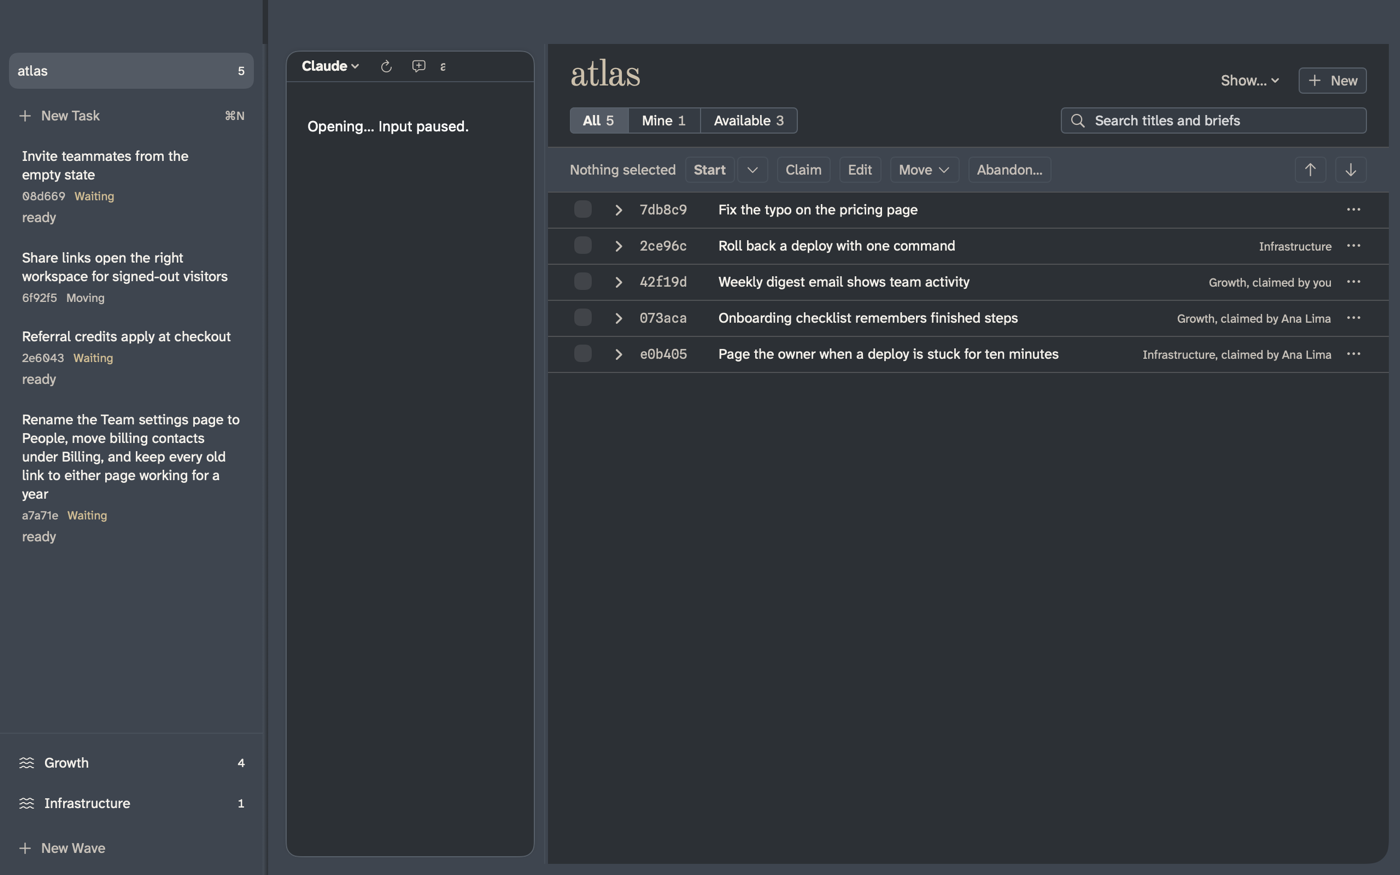 atlas 5
New Task ⌘N
Invite teammates from the
empty state
08d669 Waiting
ready
Share links open the right
workspace for signed-out visitors
6f92f5 Moving
Referral credits apply at checkout
2e6043 Waiting
ready
Rename the Team settings page to
People, move billing contacts
under Billing, and keep every old
link to either page working for a
year
a7a71e Waiting
ready
Growth 4
Infrastructure 1
New Wave
Claude
Opening... Input paused.
atlas
Show... New
All 5 Mine 1 Available 3
Search titles and briefs
Nothing selected Start Claim Edit Move Abandon...
7db8c9 Fix the typo on the pricing page
2ce96c Roll back a deploy with one command Infrastructure
42f19d Weekly digest email shows team activity Growth, claimed by you
073aca Onboarding checklist remembers finished steps Growth, claimed by Ana Lima
e0b405 Page the owner when a deploy is stuck for ten minutes Infrastructure, claimed by Ana Lima